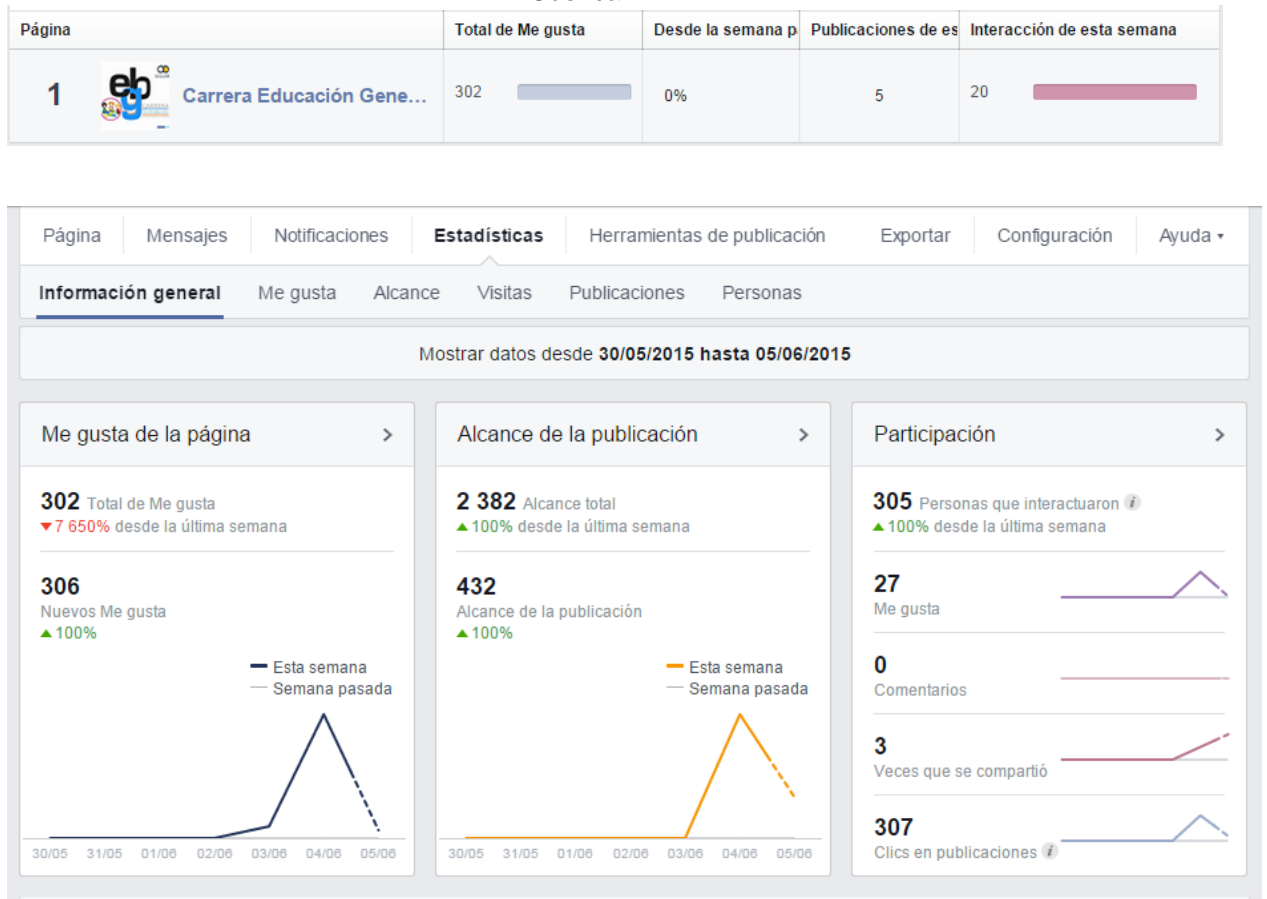 Página Total de Me gusta Desde la semana p Publicaciones de es Interacción de esta semana
1 ebg Carrera Educación Gene... 302 0% 5 20
Página Mensajes Notificaciones Estadísticas Herramientas de publicación Exportar Configuración Ayuda
Información general Me gusta Alcance Visitas Publicaciones Personas
Mostrar datos desde 30/05/2015 hasta 05/06/2015
Me gusta de la página
302 Total de Me gusta
7 650% desde la última semana
306
Nuevos Me gusta
100%
Esta semana
Semana pasada
30/05 31/05 01/06 02/06 03/06 04/06 05/06
Alcance de la publicación
2 382 Alcance total
100% desde la última semana
432
Alcance de la publicación
100%
Esta semana
Semana pasada
30/05 31/05 01/06 02/06 03/06 04/06 05/06
Participación
305 Personas que interactuaron i
100% desde la última semana
27
Me gusta
0
Comentarios
3
Veces que se compartió
307
Clics en publicaciones i